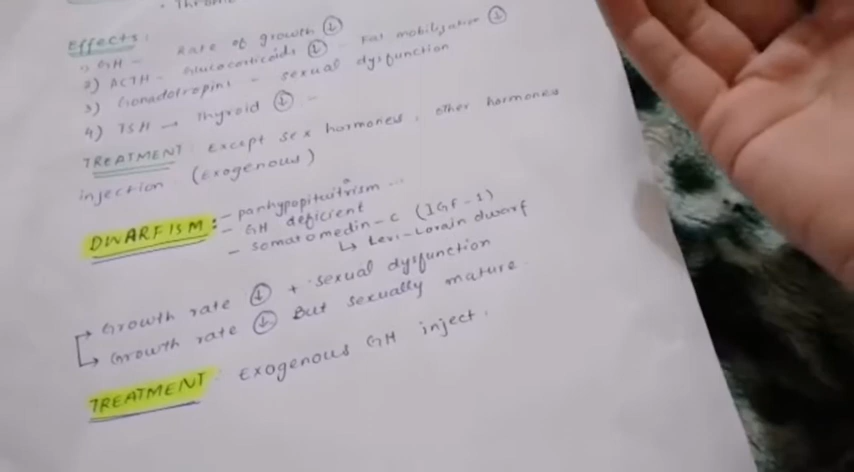 Effects:
1) GH - Rate of growth ↓
2) ACTH - Glucocorticoids ↓ - Fat mobilisation ↓
3) Gonadotropins - sexual dysfunction
4) TSH → Thyroid ↓ -
TREATMENT: Except sex hormones, other hormones
injection. (Exogenous)
DWARFISM: - panhypopituitrism ...
- GH deficient
- Somatomedin-C (IGF-1)
↳ Levi-Lorain dwarf
→ Growth rate ↓ + sexual dysfunction
→ Growth rate ↓ But sexually mature.
TREATMENT: Exogenous GH inject.